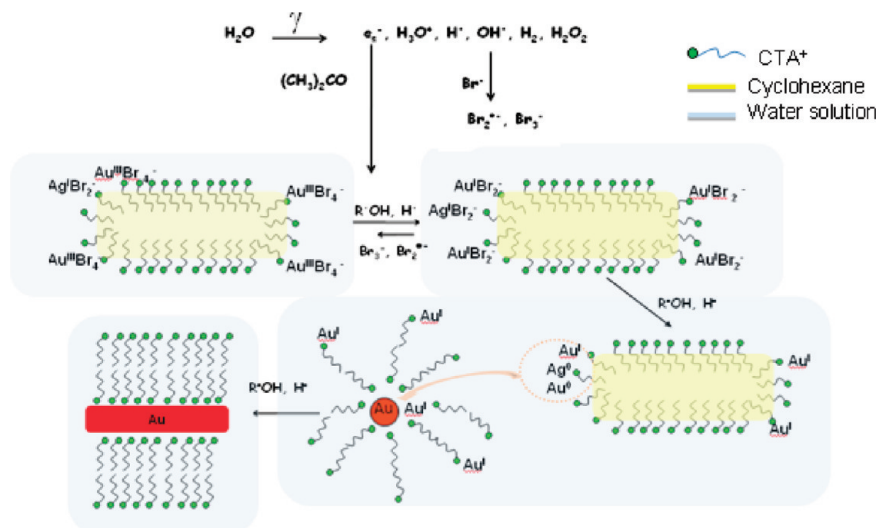 H₂O γ eₛ⁻, H₃O⁺, H•, OH•, H₂, H₂O₂
(CH₃)₂CO
Br⁻
Br₂•⁻, Br₃⁻
CTA⁺
Cyclohexane
Water solution
AuᴵᴵᴵBr₄⁻
AgᴵBr₂⁻
AuᴵᴵᴵBr₄⁻
AuᴵᴵᴵBr₄⁻
AuᴵᴵᴵBr₄⁻
R•OH, H•
Br₃⁻, Br₂•⁻
AuᴵBr₂⁻
AuᴵBr₂⁻
AgᴵBr₂⁻
AuᴵBr₂⁻
AuᴵBr₂⁻
R•OH, H•
Auᴵ
Ag⁰
Au⁰
Auᴵ
Auᴵ
Auᴵ
Auᴵ
Au
Auᴵ
Auᴵ
R•OH, H•
Au